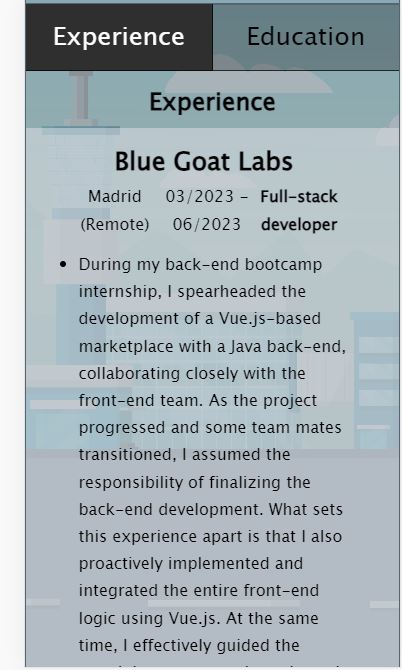 Experience Education
Experience
Blue Goat Labs
Madrid 03/2023 - Full-stack
(Remote) 06/2023 developer
• During my back-end bootcamp
internship, I spearheaded the
development of a Vue.js-based
marketplace with a Java back-end,
collaborating closely with the
front-end team. As the project
progressed and some team mates
transitioned, I assumed the
responsibility of finalizing the
back-end development. What sets
this experience apart is that I also
proactively implemented and
integrated the entire front-end
logic using Vue.js. At the same
time, I effectively guided the